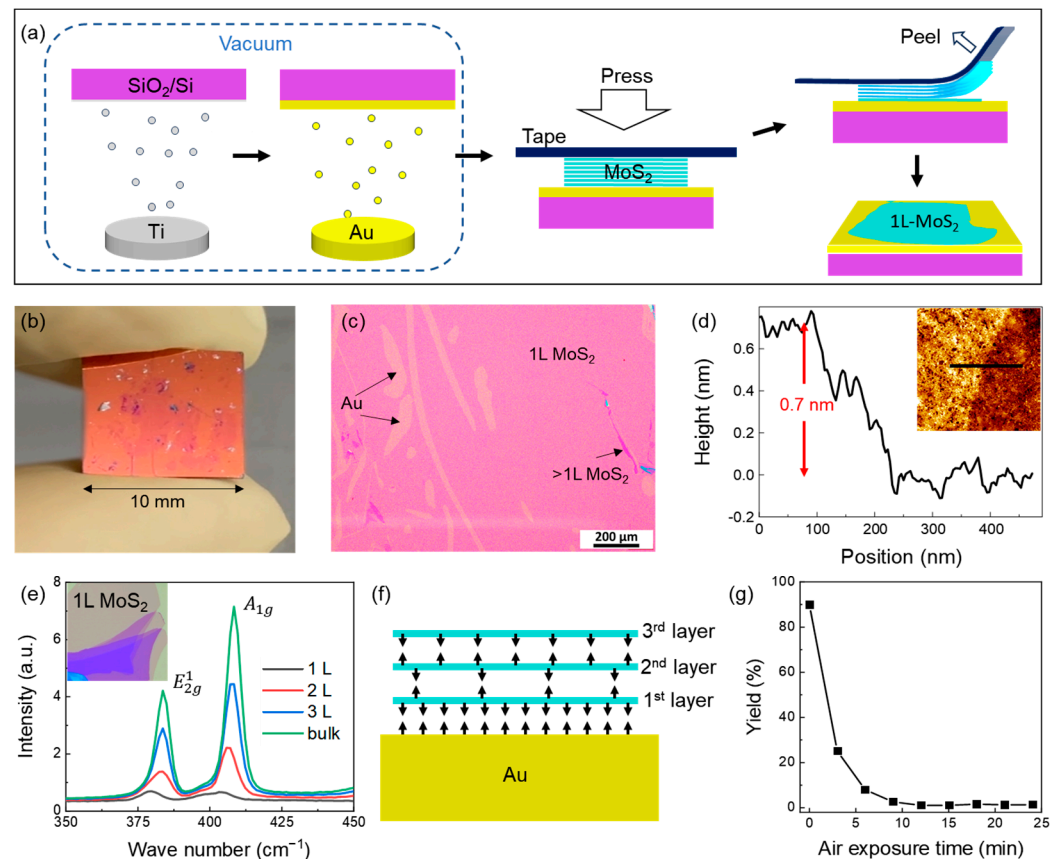 (a)
Vacuum
SiO₂/Si
Ti
Au
Press
Tape
MoS₂
Peel
1L-MoS₂
(b)
10 mm
(c)
1L MoS₂
Au
>1L MoS₂
200 µm
(d)
Height (nm)
0.6
0.4
0.2
0.0
-0.2
0.7 nm
0 100 200 300 400
Position (nm)
(e)
Intensity (a.u.)
8
6
4
2
0
1L MoS₂
E¹₂g
A₁g
1 L
2 L
3 L
bulk
350 380 400 450
Wave number (cm⁻¹)
(f)
3rd layer
2nd layer
1st layer
Au
(g)
Yield (%)
100
80
60
40
20
0
0 5 10 15 20 25
Air exposure time (min)